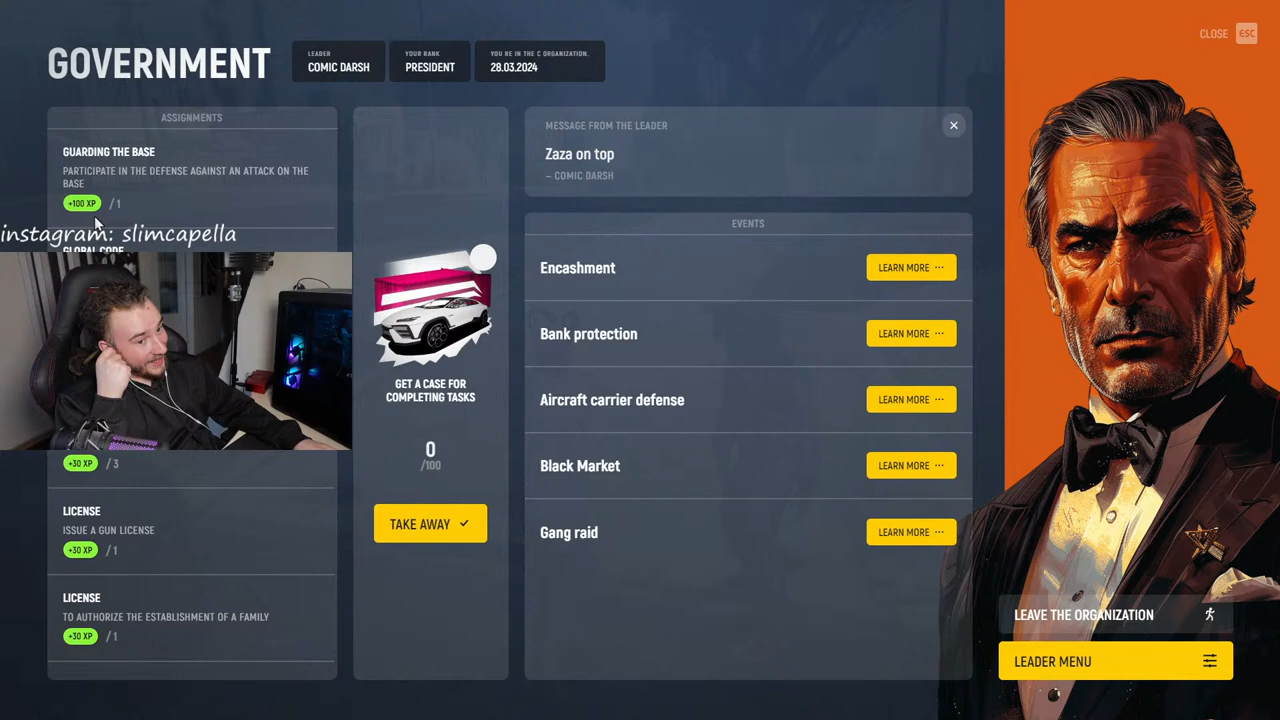 GOVERNMENT
LEADER
COMIC DARSH
YOUR RANK
PRESIDENT
YOU RE IN THE C ORGANIZATION.
28.03.2024
CLOSE ESC
ASSIGNMENTS
GUARDING THE BASE
PARTICIPATE IN THE DEFENSE AGAINST AN ATTACK ON THE
BASE
+100 XP / 1
instagram: slimcapella
GLOBAL CODE
+30 XP / 3
LICENSE
ISSUE A GUN LICENSE
+30 XP / 1
LICENSE
TO AUTHORIZE THE ESTABLISHMENT OF A FAMILY
+30 XP / 1
GET A CASE FOR
COMPLETING TASKS
0
/100
TAKE AWAY
MESSAGE FROM THE LEADER
Zaza on top
– COMIC DARSH
EVENTS
Encashment LEARN MORE ···
Bank protection LEARN MORE ···
Aircraft carrier defense LEARN MORE ···
Black Market LEARN MORE ···
Gang raid LEARN MORE ···
LEAVE THE ORGANIZATION
LEADER MENU